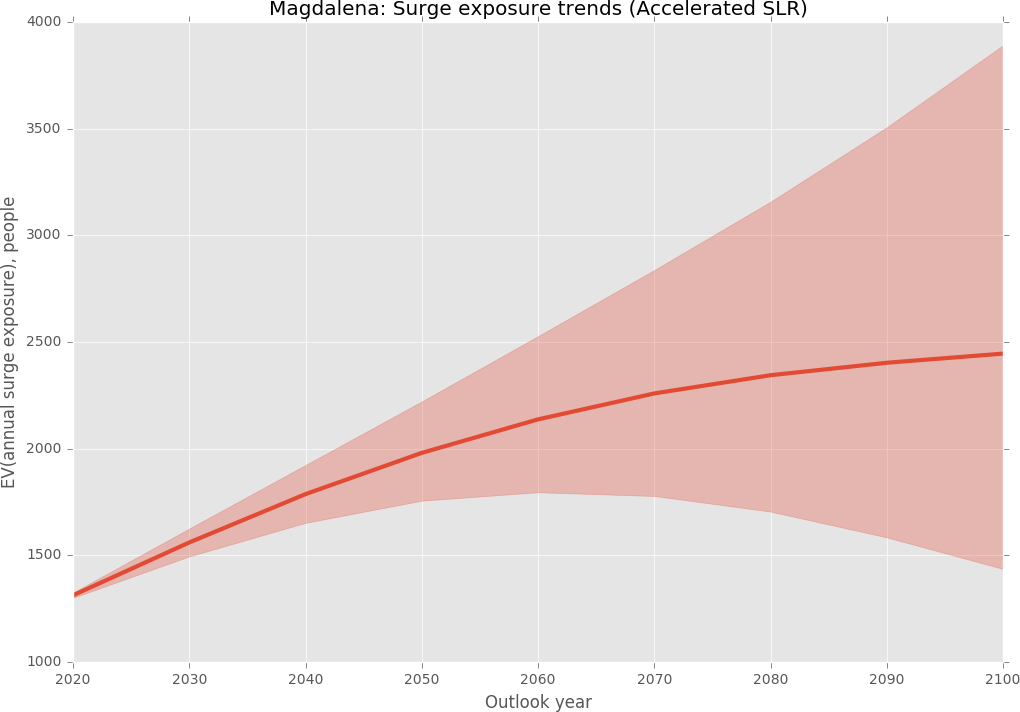 Magdalena: Surge exposure trends (Accelerated SLR)
EV(annual surge exposure), people
4000
3500
3000
2500
2000
1500
1000
2020 2030 2040 2050 2060 2070 2080 2090 2100
Outlook year